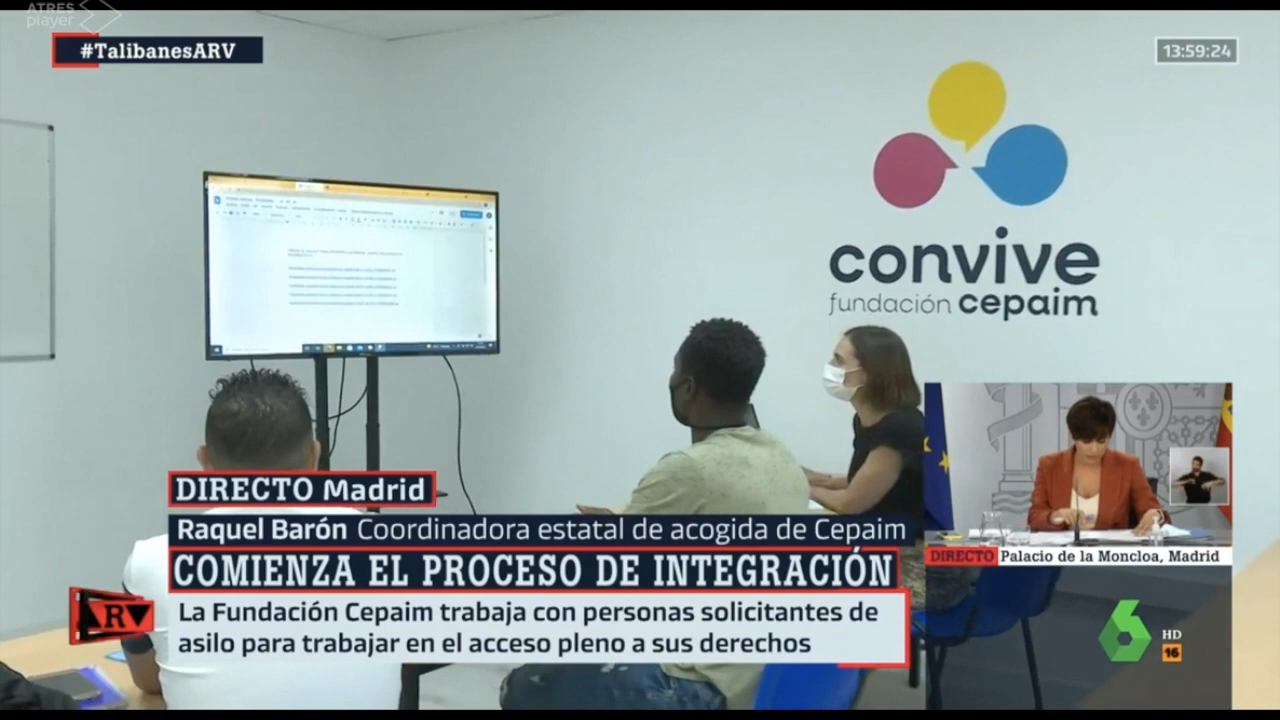 ATRES
player
#TalibanesARV
13:59:24
convive
fundación cepaim
DIRECTO Madrid
Raquel Barón Coordinadora estatal de acogida de Cepaim
COMIENZA EL PROCESO DE INTEGRACIÓN
ARV
La Fundación Cepaim trabaja con personas solicitantes de
asilo para trabajar en el acceso pleno a sus derechos
DIRECTO Palacio de la Moncloa, Madrid
6
HD
16